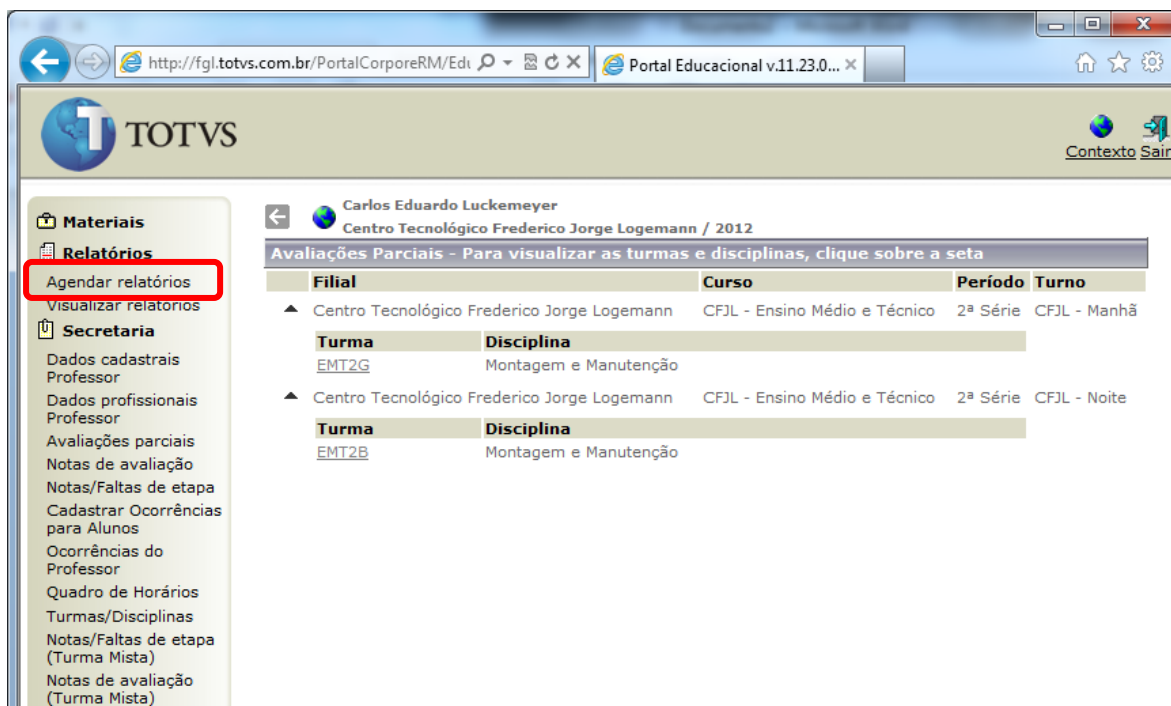 http://fgl.totvs.com.br/PortalCorporeRM/Edu
Portal Educacional v.11.23.0...
TOTVS
Contexto Sair
Materiais
Relatórios
Agendar relatórios
Visualizar relatórios
Secretaria
Dados cadastrais
Professor
Dados profissionais
Professor
Avaliações parciais
Notas de avaliação
Notas/Faltas de etapa
Cadastrar Ocorrências
para Alunos
Ocorrências do
Professor
Quadro de Horários
Turmas/Disciplinas
Notas/Faltas de etapa
(Turma Mista)
Notas de avaliação
(Turma Mista)
Carlos Eduardo Luckemeyer
Centro Tecnológico Frederico Jorge Logemann / 2012
Avaliações Parciais - Para visualizar as turmas e disciplinas, clique sobre a seta
Filial Curso Período Turno
Centro Tecnológico Frederico Jorge Logemann CFJL - Ensino Médio e Técnico 2ª Série CFJL - Manhã
Turma Disciplina
EMT2G Montagem e Manutenção
Centro Tecnológico Frederico Jorge Logemann CFJL - Ensino Médio e Técnico 2ª Série CFJL - Noite
Turma Disciplina
EMT2B Montagem e Manutenção